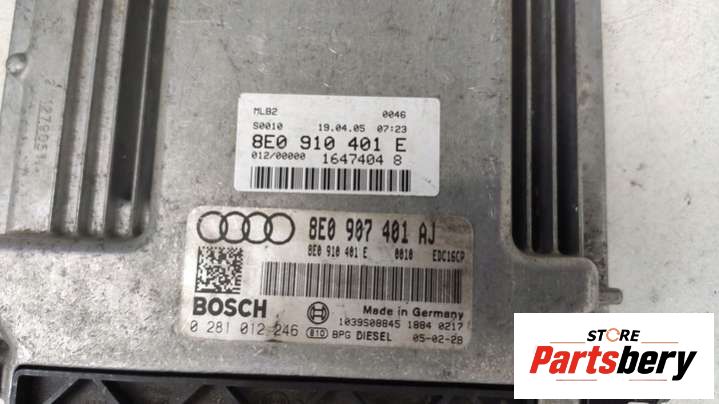 MLB2 0046
S0010 19.04.05 07:23
8E0 910 401 E
012/00000 1647404 8
8E0 907 401 AJ
8E0 910 401 E 0010 EDC16CP
BOSCH Made in Germany
0 281 012 246 1039S08845 1884 0217
BPG DIESEL 05-02-28
STORE
Partsbery